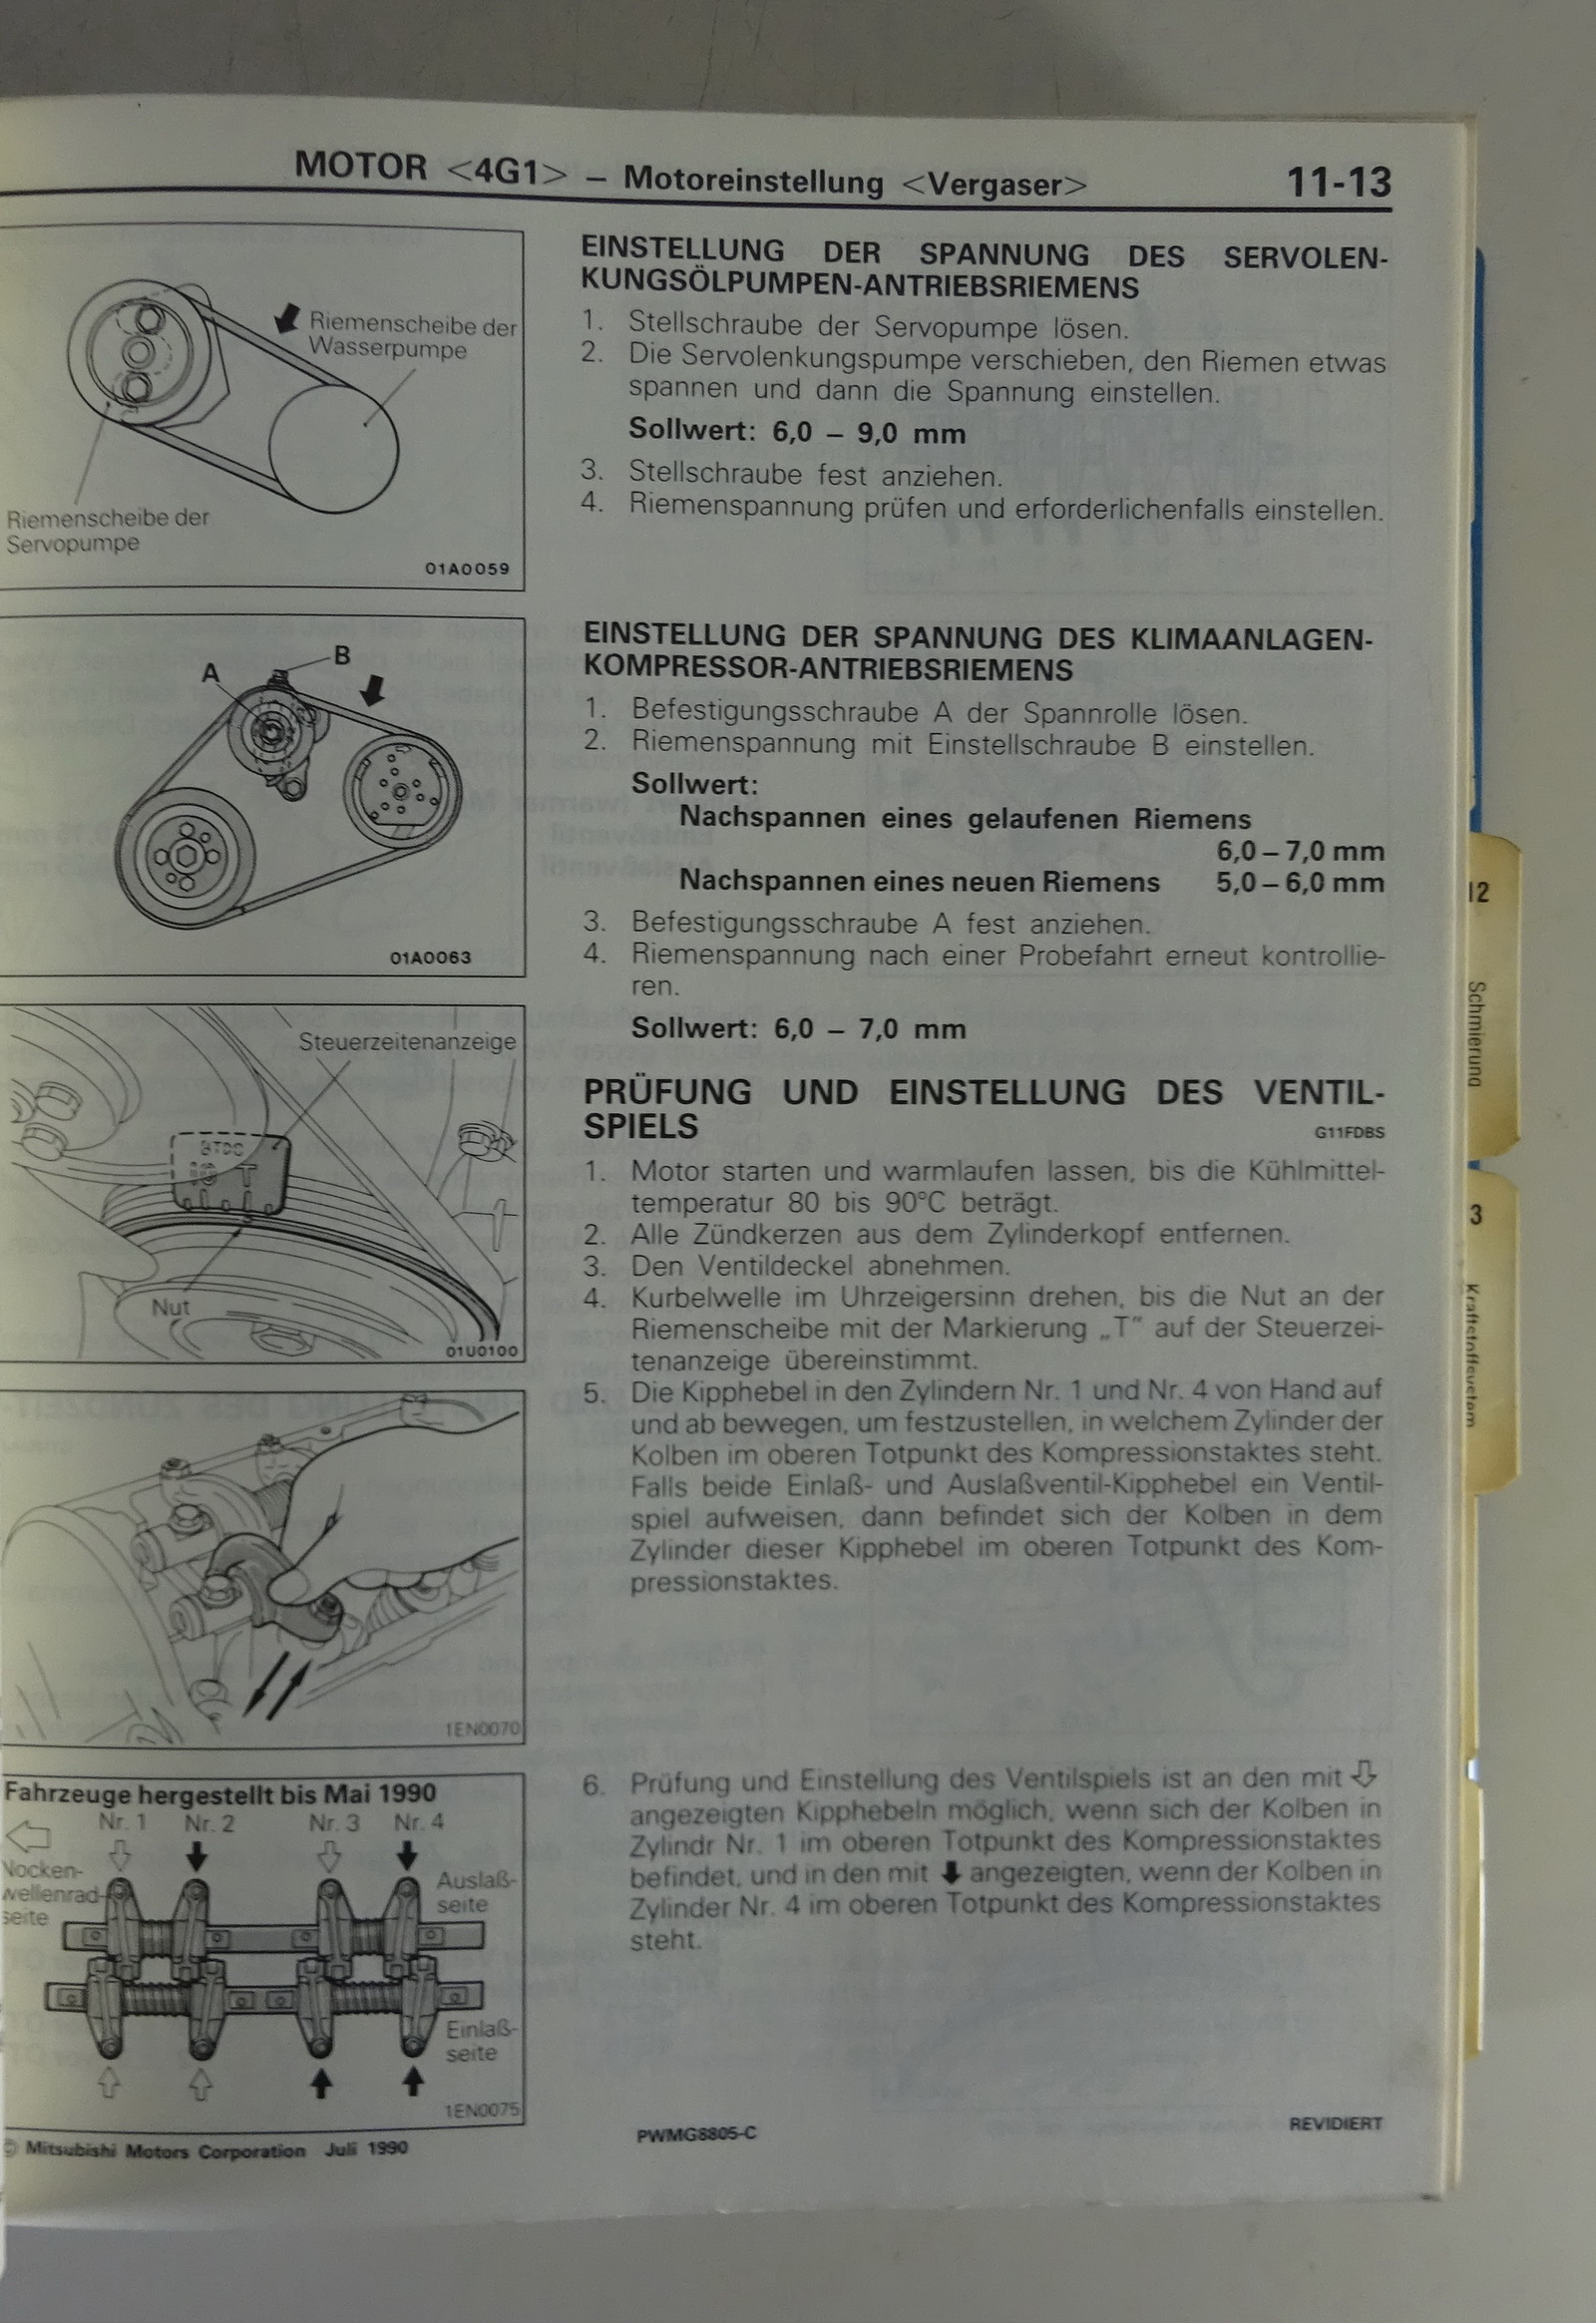 MOTOR <4G1> – Motoreinstellung <Vergaser> 11-13
Riemenscheibe der
Wasserpumpe
Riemenscheibe der
Servopumpe
01A0059
EINSTELLUNG DER SPANNUNG DES SERVOLEN-
KUNGSÖLPUMPEN-ANTRIEBSRIEMENS
1. Stellschraube der Servopumpe lösen.
2. Die Servolenkungspumpe verschieben, den Riemen etwas
spannen und dann die Spannung einstellen.
Sollwert: 6,0 – 9,0 mm
3. Stellschraube fest anziehen.
4. Riemenspannung prüfen und erforderlichenfalls einstellen.
A
B
01A0063
EINSTELLUNG DER SPANNUNG DES KLIMAANLAGEN-
KOMPRESSOR-ANTRIEBSRIEMENS
1. Befestigungsschraube A der Spannrolle lösen.
2. Riemenspannung mit Einstellschraube B einstellen.
Sollwert:
Nachspannen eines gelaufenen Riemens
6,0 – 7,0 mm
Nachspannen eines neuen Riemens 5,0 – 6,0 mm
3. Befestigungsschraube A fest anziehen.
4. Riemenspannung nach einer Probefahrt erneut kontrollie-
ren.
Sollwert: 6,0 – 7,0 mm
Steuerzeitenanzeige
BTDC
10 T
Nut
01U0100
PRÜFUNG UND EINSTELLUNG DES VENTIL-
SPIELS G11FDBS
1. Motor starten und warmlaufen lassen, bis die Kühlmittel-
temperatur 80 bis 90°C beträgt.
2. Alle Zündkerzen aus dem Zylinderkopf entfernen.
3. Den Ventildeckel abnehmen.
4. Kurbelwelle im Uhrzeigersinn drehen, bis die Nut an der
Riemenscheibe mit der Markierung „T“ auf der Steuerzei-
tenanzeige übereinstimmt.
5. Die Kipphebel in den Zylindern Nr. 1 und Nr. 4 von Hand auf
und ab bewegen, um festzustellen, in welchem Zylinder der
Kolben im oberen Totpunkt des Kompressionstaktes steht.
Falls beide Einlaß- und Auslaßventil-Kipphebel ein Ventil-
spiel aufweisen, dann befindet sich der Kolben in dem
Zylinder dieser Kipphebel im oberen Totpunkt des Kom-
pressionstaktes.
1EN0070
Fahrzeuge hergestellt bis Mai 1990
Nr. 1 Nr. 2 Nr. 3 Nr. 4
Nocken-
wellenrad-
seite
Auslaß-
seite
Einlaß-
seite
1EN0075
6. Prüfung und Einstellung des Ventilspiels ist an den mit ⇩
angezeigten Kipphebeln möglich, wenn sich der Kolben in
Zylindr Nr. 1 im oberen Totpunkt des Kompressionstaktes
befindet, und in den mit ⬇ angezeigten, wenn der Kolben in
Zylinder Nr. 4 im oberen Totpunkt des Kompressionstaktes
steht.
© Mitsubishi Motors Corporation Juli 1990
PWMG8805-C
REVIDIERT
12
Schmierung
3
Kraftstoffsystem